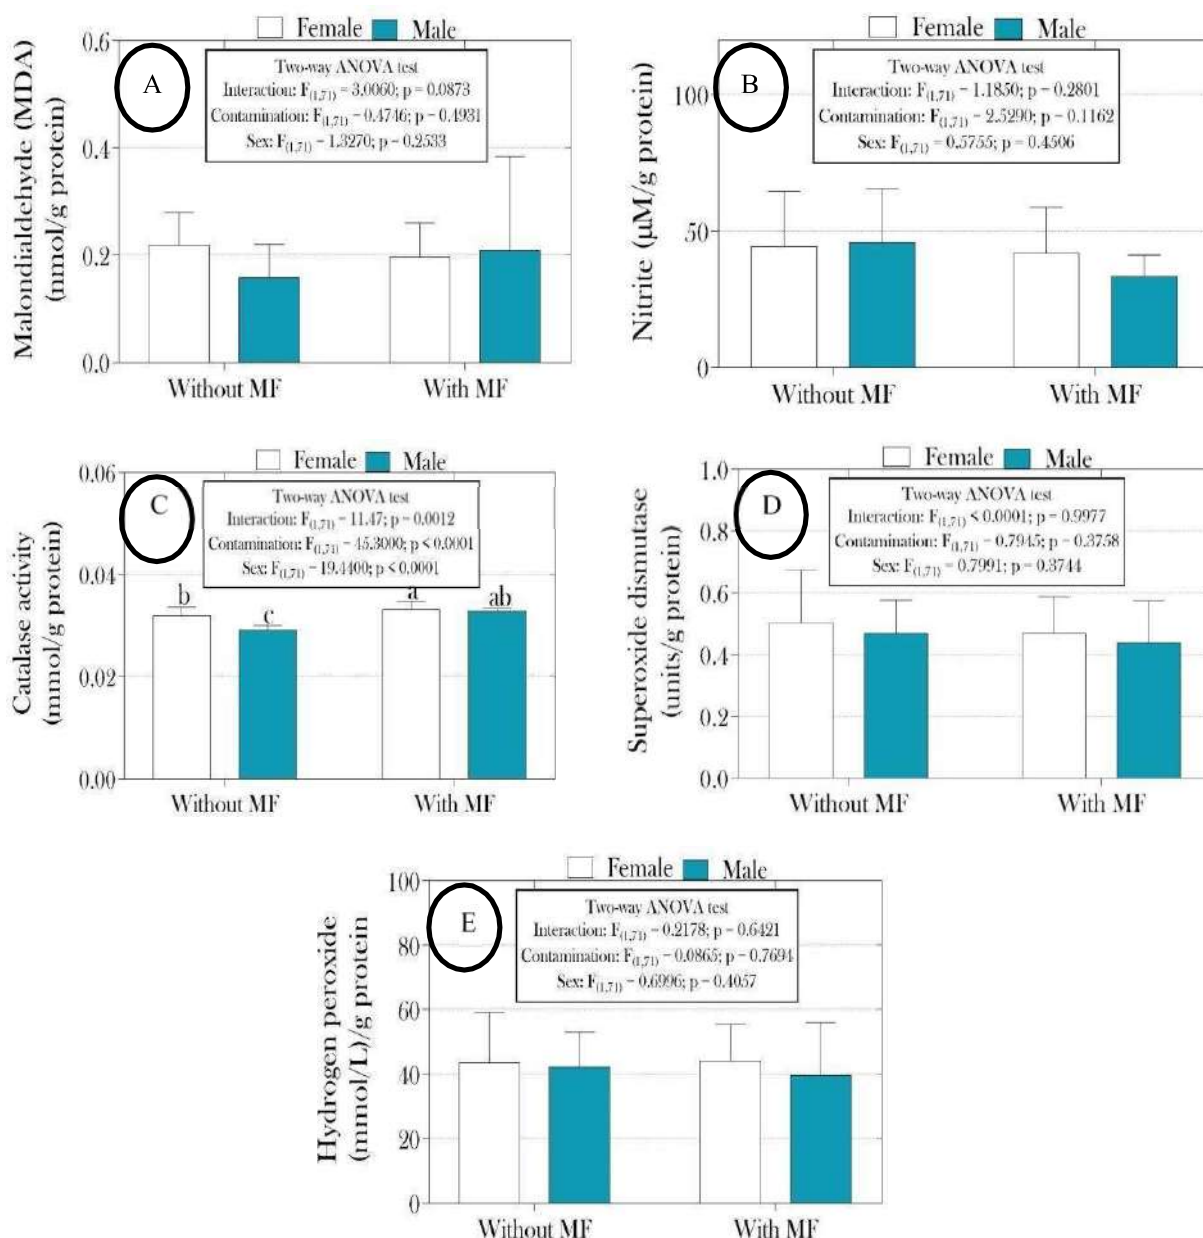 Female Male
A
Malondialdehyde (MDA)
(nmol/g protein)
0.6
0.4
0.2
0.0
Two-way ANOVA test
Interaction: F(1,71) = 3.0060; p = 0.0873
Contamination: F(1,71) = 0.4746; p = 0.4931
Sex: F(1,71) = 1.3270; p = 0.2533
Without MF With MF
Female Male
B
Nitrite (μM/g protein)
100
50
0
Two-way ANOVA test
Interaction: F(1,71) = 1.1850; p = 0.2801
Contamination: F(1,71) = 2.5290; p = 0.1162
Sex: F(1,71) = 0.5755; p = 0.4506
Without MF With MF
Female Male
C
Catalase activity
(mmol/g protein)
0.06
0.04
0.02
0.00
Two-way ANOVA test
Interaction: F(1,71) = 11.47; p = 0.0012
Contamination: F(1,71) = 45.3000; p < 0.0001
Sex: F(1,71) = 19.4400; p < 0.0001
b c a ab
Without MF With MF
Female Male
D
Superoxide dismutase
(units/g protein)
1.0
0.8
0.6
0.4
0.2
0.0
Two-way ANOVA test
Interaction: F(1,71) < 0.0001; p = 0.9977
Contamination: F(1,71) = 0.7945; p = 0.3758
Sex: F(1,71) = 0.7991; p = 0.3744
Without MF With MF
Female Male
E
Hydrogen peroxide
(mmol/L)/g protein
100
80
60
40
20
0
Two-way ANOVA test
Interaction: F(1,71) = 0.2178; p = 0.6421
Contamination: F(1,71) = 0.0865; p = 0.7694
Sex: F(1,71) = 0.6996; p = 0.4057
Without MF With MF